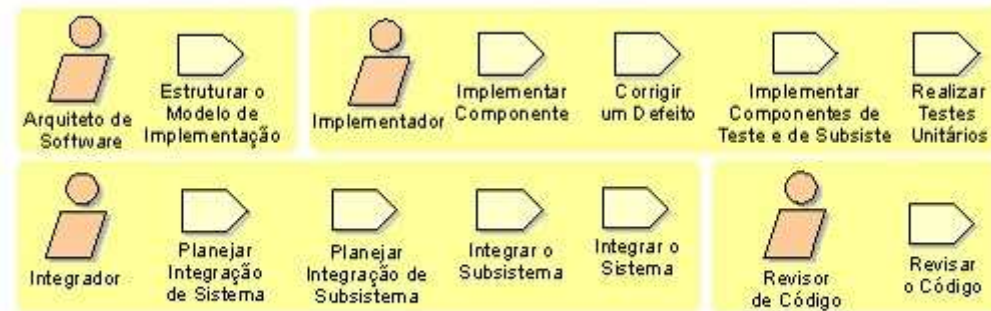 Arquiteto de
Software
Estruturar o
Modelo de
Implementação
Implementador
Implementar
Componente
Corrigir
um Defeito
Implementar
Componentes de
Teste e de Subsiste
Realizar
Testes
Unitários
Integrador
Planejar
Integração
de Sistema
Planejar
Integração de
Subsistema
Integrar o
Subsistema
Integrar o
Sistema
Revisor
de Código
Revisar
o Código